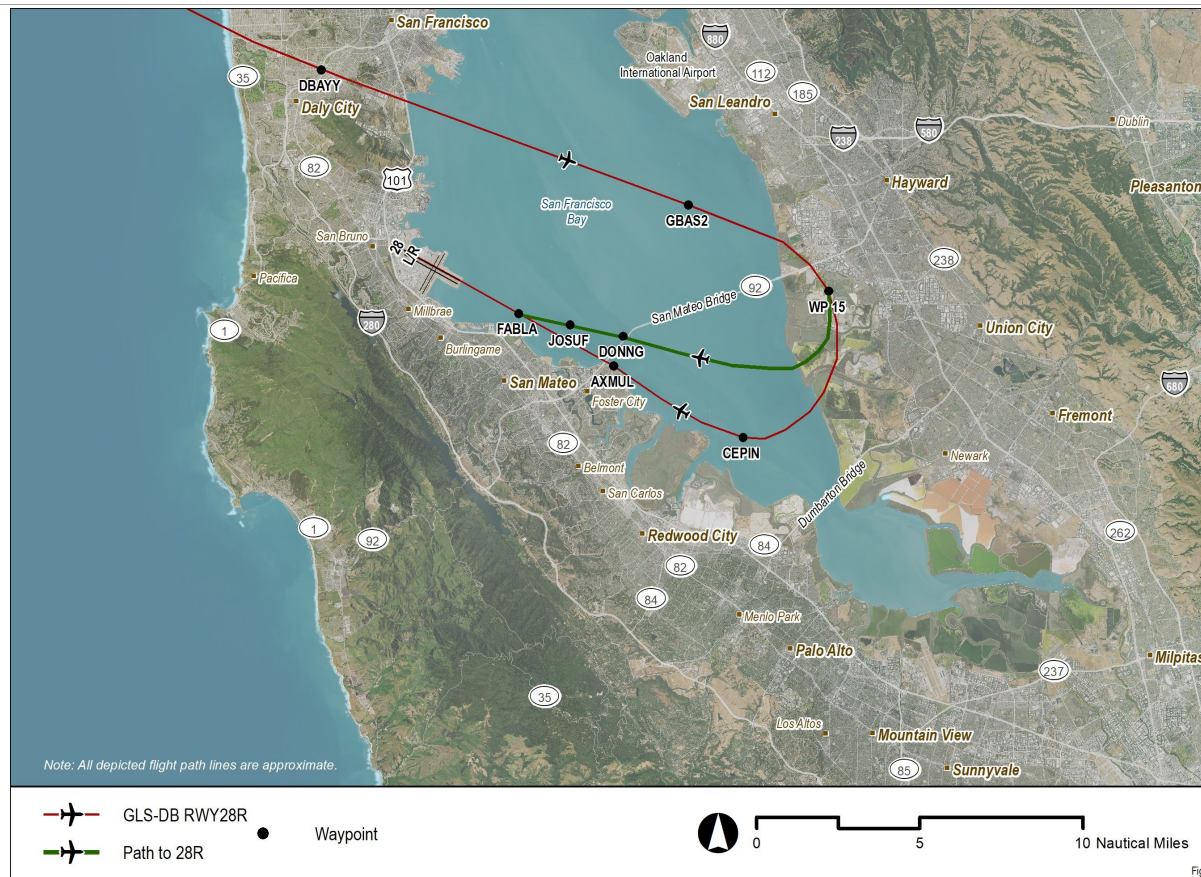 San Francisco
880
Oakland
International Airport
35
DBAYY
112
185
Daly City
San Leandro
238
580
Dublin
82
101
Hayward
Pleasanton
San Francisco
Bay
GBAS2
San Bruno
28
L/R
238
Pacifica
92
San Mateo Bridge
WP 15
Millbrae
280
1
FABLA
JOSUF
DONNG
Union City
Burlingame
AXMUL
San Mateo
Foster City
680
Fremont
82
CEPIN
Newark
Belmont
San Carlos
Dumbarton Bridge
1
92
Redwood City
84
262
82
84
Menlo Park
Palo Alto
Milpitas
237
35
Los Altos
Mountain View
85
Sunnyvale
Note: All depicted flight path lines are approximate.
GLS-DB RWY28R
Waypoint
Path to 28R
0
5
10 Nautical Miles
Fig